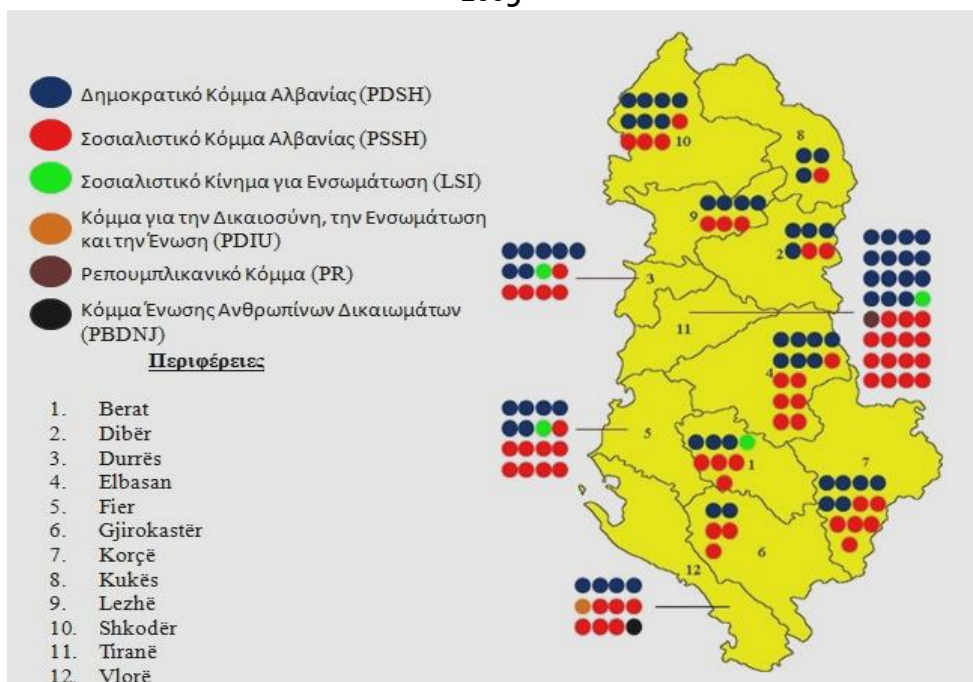 Δημοκρατικό Κόμμα Αλβανίας (PDSH)
Σοσιαλιστικό Κόμμα Αλβανίας (PSSH)
Σοσιαλιστικό Κίνημα για Ενσωμάτωση (LSI)
Κόμμα για την Δικαιοσύνη, την Ενσωμάτωση
και την Ένωση (PDIU)
Ρεπουμπλικανικό Κόμμα (PR)
Κόμμα Ένωσης Ανθρωπίνων Δικαιωμάτων
(PBDNJ)
Περιφέρειες
1. Berat
2. Dibër
3. Durrës
4. Elbasan
5. Fier
6. Gjirokastër
7. Korçë
8. Kukës
9. Lezhë
10. Shkodër
11. Tiranë
12. Vlorë
10
8
9
2
3
11
4
5
1
7
6
12